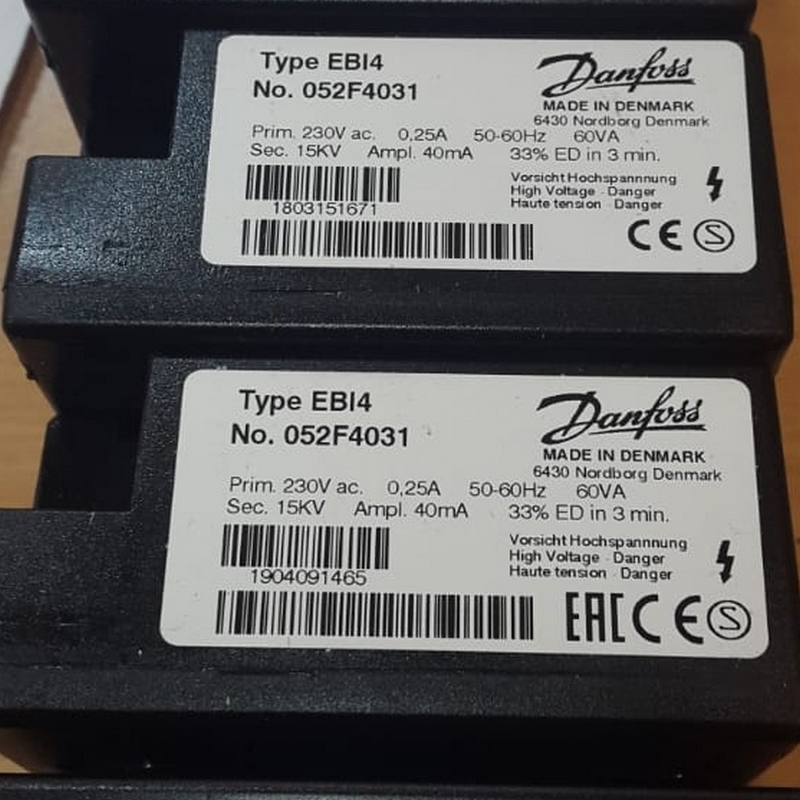 Type EBI4
No. 052F4031
Danfoss
MADE IN DENMARK
6430 Nordborg Denmark
Prim. 230V ac. 0,25A 50-60Hz 60VA
Sec. 15KV Ampl. 40mA 33% ED in 3 min.
Vorsicht Hochspannnung
High Voltage - Danger
Haute tension - Danger
1803151671
CE S
Type EBI4
No. 052F4031
Danfoss
MADE IN DENMARK
6430 Nordborg Denmark
Prim. 230V ac. 0,25A 50-60Hz 60VA
Sec. 15KV Ampl. 40mA 33% ED in 3 min.
Vorsicht Hochspannnung
High Voltage - Danger
Haute tension - Danger
1904091465
EAC CE S